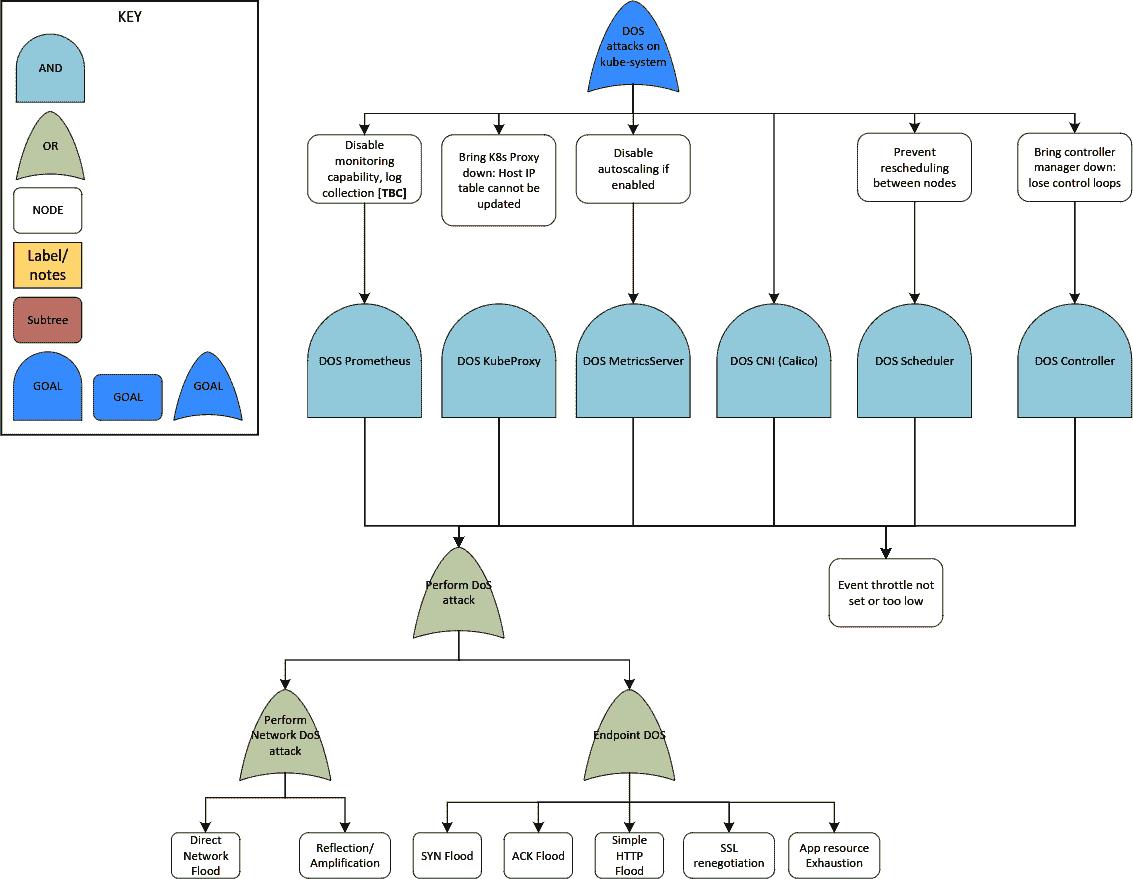 KEY
AND
OR
NODE
Label/
notes
Subtree
GOAL
GOAL
GOAL
DOS
attacks on
kube-system
Disable
monitoring
capability, log
collection [TBC]
Bring K8s Proxy
down: Host IP
table cannot be
updated
Disable
autoscaling if
enabled
Prevent
rescheduling
between nodes
Bring controller
manager down:
lose control loops
DOS Prometheus
DOS KubeProxy
DOS MetricsServer
DOS CNI (Calico)
DOS Scheduler
DOS Controller
Perform DoS
attack
Event throttle not
set or too low
Perform
Network DoS
attack
Endpoint DOS
Direct
Network
Flood
Reflection/
Amplification
SYN Flood
ACK Flood
Simple
HTTP
Flood
SSL
renegotiation
App resource
Exhaustion